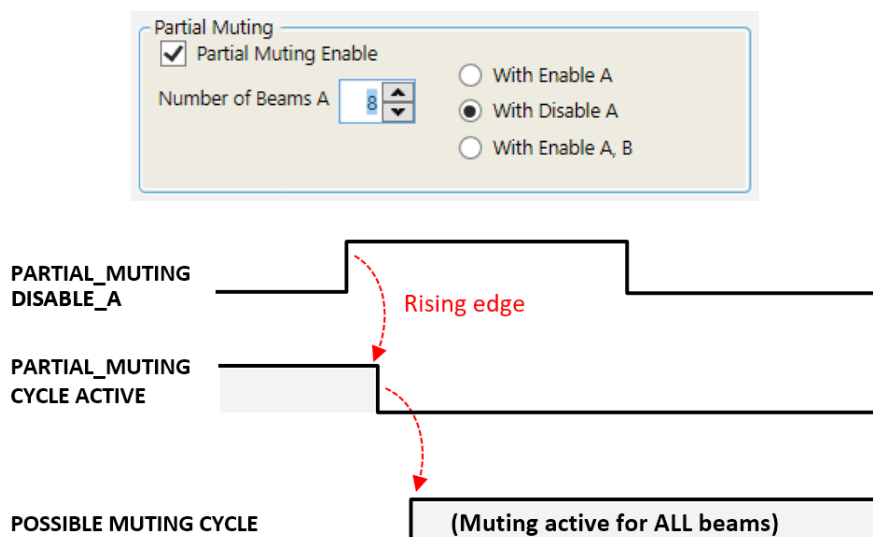 Partial Muting
Partial Muting Enable
With Enable A
Number of Beams A 8
With Disable A
With Enable A, B
PARTIAL_MUTING
DISABLE_A
Rising edge
PARTIAL_MUTING
CYCLE ACTIVE
POSSIBLE MUTING CYCLE
(Muting active for ALL beams)